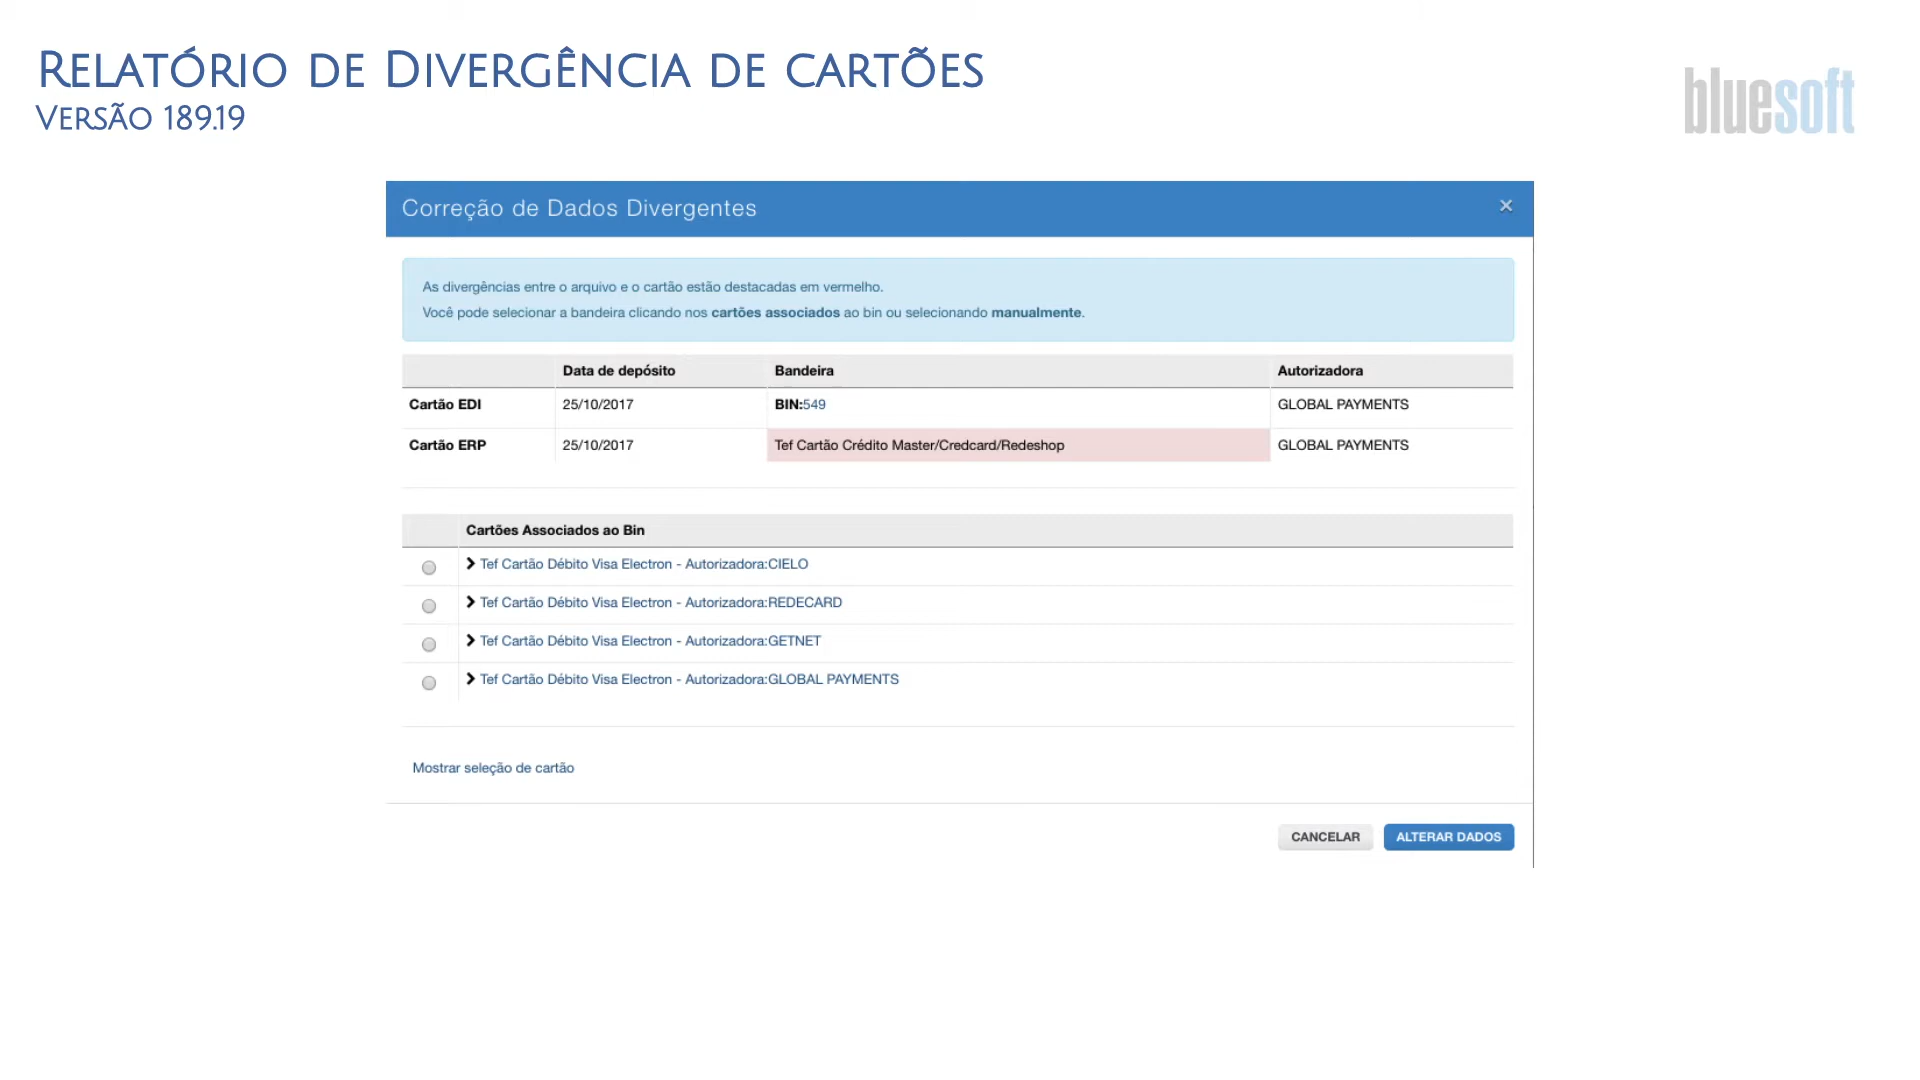 Relatório de Divergência de cartões
Versão 189.19
bluesoft
Correção de Dados Divergentes ×
As divergências entre o arquivo e o cartão estão destacadas em vermelho.
Você pode selecionar a bandeira clicando nos cartões associados ao bin ou selecionando manualmente.
Data de depósito Bandeira Autorizadora
Cartão EDI 25/10/2017 BIN:549 GLOBAL PAYMENTS
Cartão ERP 25/10/2017 Tef Cartão Crédito Master/Credcard/Redeshop GLOBAL PAYMENTS
Cartões Associados ao Bin
Tef Cartão Débito Visa Electron - Autorizadora:CIELO
Tef Cartão Débito Visa Electron - Autorizadora:REDECARD
Tef Cartão Débito Visa Electron - Autorizadora:GETNET
Tef Cartão Débito Visa Electron - Autorizadora:GLOBAL PAYMENTS
Mostrar seleção de cartão
CANCELAR ALTERAR DADOS